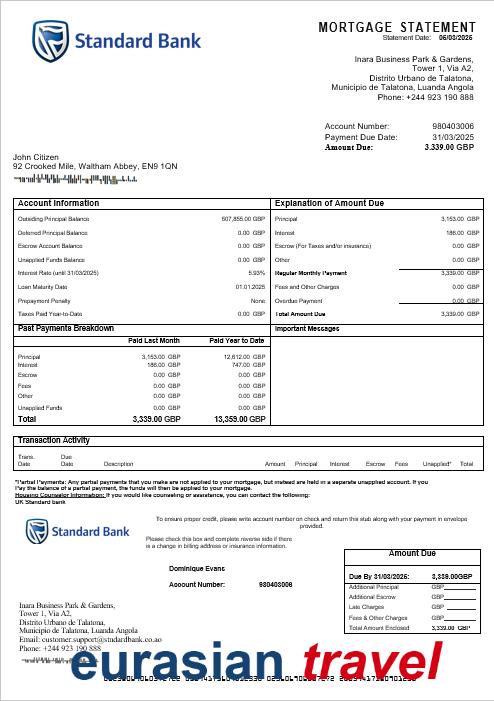 Standard Bank
MORTGAGE STATEMENT
Statement Date: 06/03/2026
Inara Business Park & Gardens,
Tower 1, Via A2,
Distrito Urbano de Talatona,
Município de Talatona, Luanda Angola
Phone: +244 923 190 888
Account Number: 980403006
Payment Due Date: 31/03/2025
Amount Due: 3,339.00 GBP
John Citizen
92 Crooked Mile, Waltham Abbey, EN9 1QN
Account Information
Outstding Principal Balance 607,855.00 GBP
Deferred Principal Balance 0.00 GBP
Escrow Account Balance 0.00 GBP
Unapplied Funds Balance 0.00 GBP
Interest Rate (until 31/03/2025) 5.93%
Loan Maturity Date 01.01.2025
Prepayment Penalty None
Taxes Paid Year-to-Date 0.00 GBP
Explanation of Amount Due
Principal 3,153.00 GBP
Interest 186.00 GBP
Escrow (For Taxes and/or insurance) 0.00 GBP
Other 0.00 GBP
Regular Monthly Payment 3,339.00 GBP
Fees and Other Charges 0.00 GBP
Overdue Payment 0.00 GBP
Total Amount Due 3,339.00 GBP
Past Payments Breakdown
Paid Last Month Paid Year to Date
Principal 3,153.00 GBP 12,612.00 GBP
Interest 186.00 GBP 747.00 GBP
Escrow 0.00 GBP 0.00 GBP
Fees 0.00 GBP 0.00 GBP
Other 0.00 GBP 0.00 GBP
Unapplied Funds 0.00 GBP 0.00 GBP
Total 3,339.00 GBP 13,359.00 GBP
Important Messages
Transaction Activity
Trans. Date Due Date Description Amount Principal Interest Escrow Fees Unapplied* Total
*Partial Payments: Any partial payments that you make are not applied to your mortgage, but instead are held in a separate unapplied account. If you
Pay the balance of a partial payment, the funds will then be applied to your mortgage.
Housing Counselor Information: If you would like counseling or assistance, you can contact the following:
UK Standard bank
Standard Bank
To ensure proper credit, please write account number on check and return this stub along with your payment in envelope
provided.
Please check this box and complete reverse side if there
is a change in billing address or insurance information.
Dominique Evans
Account Number: 980403006
Amount Due
Due By 31/03/2025: 3,339.00GBP
Additional Principal GBP
Additional Escrow GBP
Late Charges GBP
Fees & Other Charges GBP
Total Amount Enclosed 3,339.00 GBP
Inara Business Park & Gardens,
Tower 1, Via A2,
Distrito Urbano de Talatona,
Município de Talatona, Luanda Angola
Email: customer.support@stndardbank.co.ao
Phone: +244 923 190 888
eurasian travel